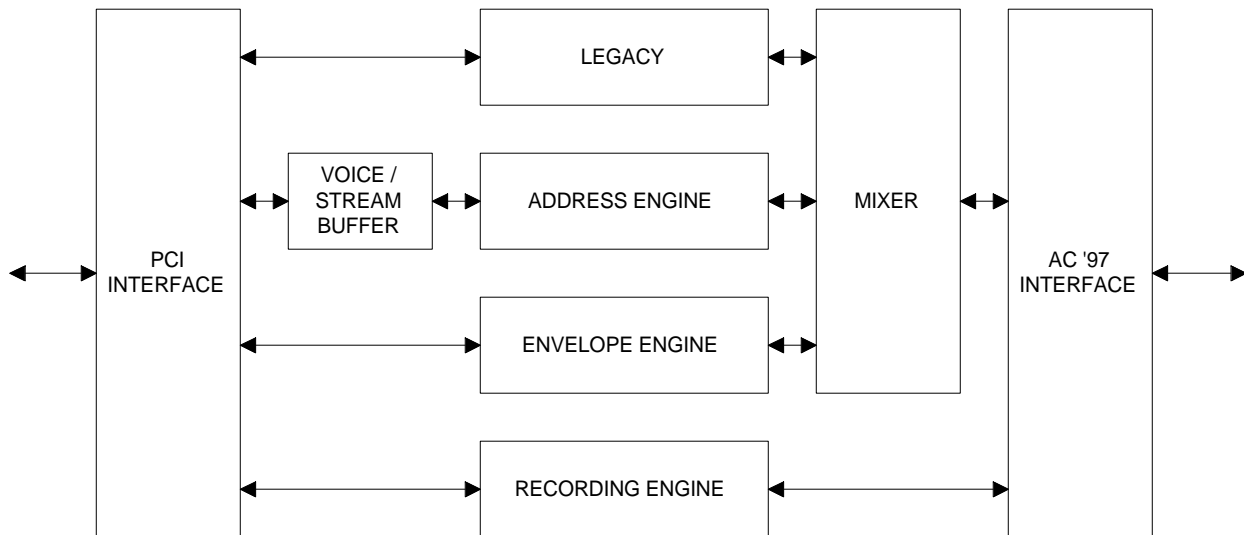 LEGACY
VOICE /
STREAM
BUFFER
ADDRESS ENGINE
MIXER
PCI
INTERFACE
AC '97
INTERFACE
ENVELOPE ENGINE
RECORDING ENGINE